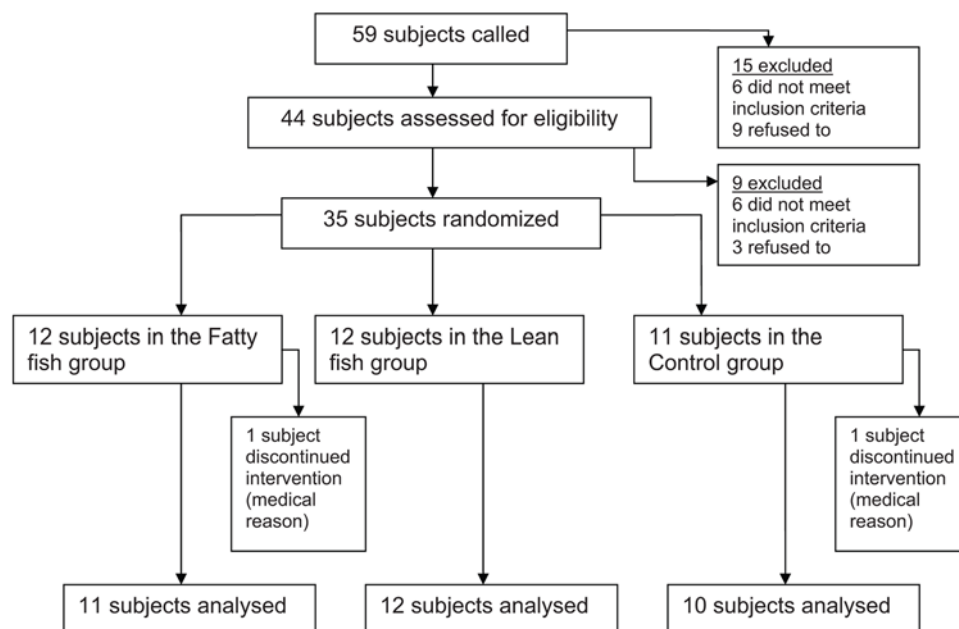 59 subjects called
15 excluded
6 did not meet
inclusion criteria
9 refused to
44 subjects assessed for eligibility
9 excluded
6 did not meet
inclusion criteria
3 refused to
35 subjects randomized
12 subjects in the Fatty
fish group
12 subjects in the Lean
fish group
11 subjects in the
Control group
1 subject
discontinued
intervention
(medical
reason)
1 subject
discontinued
intervention
(medical
reason)
11 subjects analysed
12 subjects analysed
10 subjects analysed